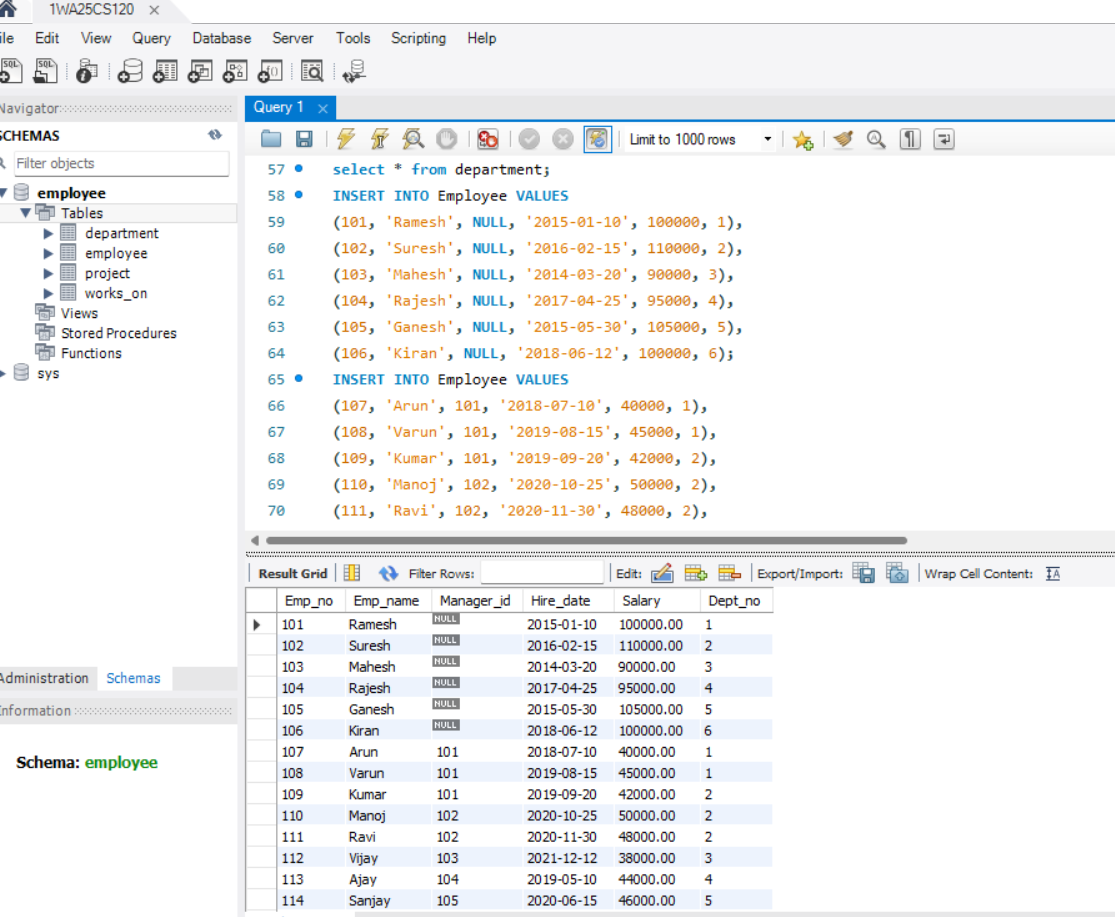 1WA25CS120 ×
ile Edit View Query Database Server Tools Scripting Help
Navigator
Query 1 ×
SCHEMAS
Filter objects
Limit to 1000 rows
employee
Tables
department
employee
project
works_on
Views
Stored Procedures
Functions
sys
57 select * from department;
58 INSERT INTO Employee VALUES
59 (101, 'Ramesh', NULL, '2015-01-10', 100000, 1),
60 (102, 'Suresh', NULL, '2016-02-15', 110000, 2),
61 (103, 'Mahesh', NULL, '2014-03-20', 90000, 3),
62 (104, 'Rajesh', NULL, '2017-04-25', 95000, 4),
63 (105, 'Ganesh', NULL, '2015-05-30', 105000, 5),
64 (106, 'Kiran', NULL, '2018-06-12', 100000, 6);
65 INSERT INTO Employee VALUES
66 (107, 'Arun', 101, '2018-07-10', 40000, 1),
67 (108, 'Varun', 101, '2019-08-15', 45000, 1),
68 (109, 'Kumar', 101, '2019-09-20', 42000, 2),
69 (110, 'Manoj', 102, '2020-10-25', 50000, 2),
70 (111, 'Ravi', 102, '2020-11-30', 48000, 2),
Result Grid Filter Rows: Edit: Export/Import: Wrap Cell Content:
Emp_no Emp_name Manager_id Hire_date Salary Dept_no
101 Ramesh NULL 2015-01-10 100000.00 1
102 Suresh NULL 2016-02-15 110000.00 2
103 Mahesh NULL 2014-03-20 90000.00 3
104 Rajesh NULL 2017-04-25 95000.00 4
105 Ganesh NULL 2015-05-30 105000.00 5
106 Kiran NULL 2018-06-12 100000.00 6
107 Arun 101 2018-07-10 40000.00 1
108 Varun 101 2019-08-15 45000.00 1
109 Kumar 101 2019-09-20 42000.00 2
110 Manoj 102 2020-10-25 50000.00 2
111 Ravi 102 2020-11-30 48000.00 2
112 Vijay 103 2021-12-12 38000.00 3
113 Ajay 104 2019-05-10 44000.00 4
114 Sanjay 105 2020-06-15 46000.00 5
Administration Schemas
Information
Schema: employee